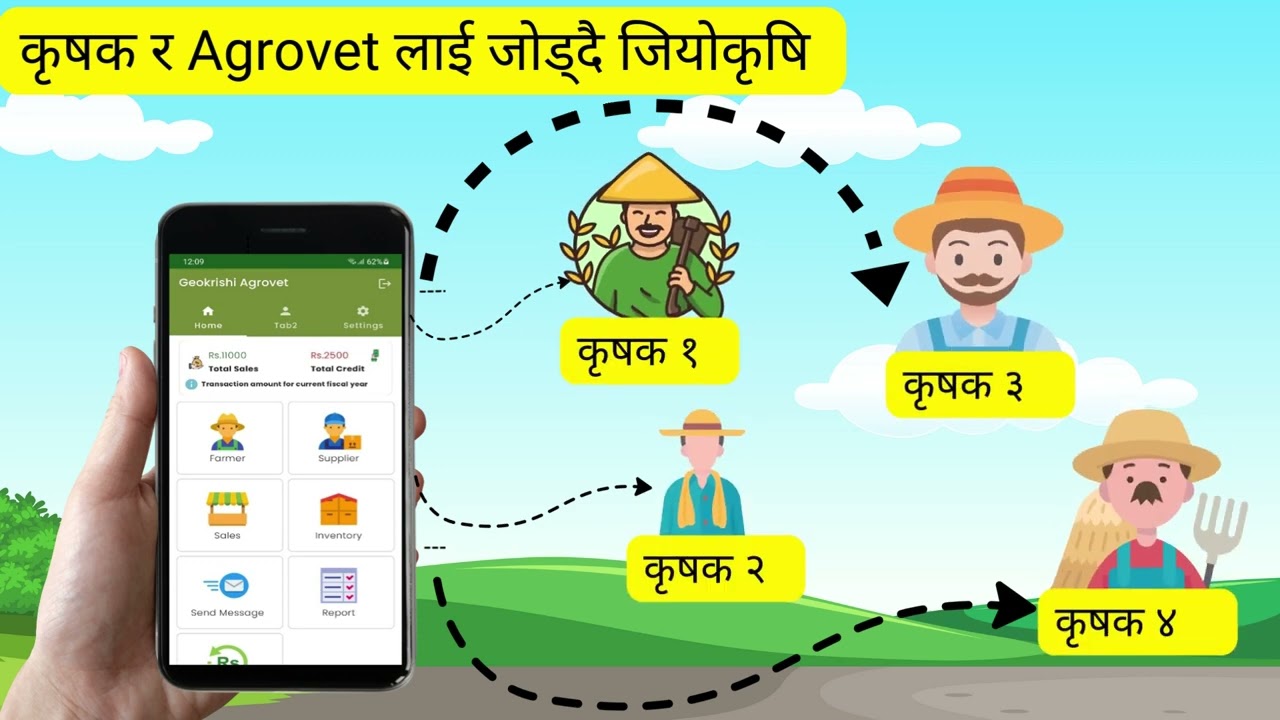 कृषक र Agrovet लाई जोड्दै जियोकृषि
12:09
62%
Geokrishi Agrovet
Home Tab2 Settings
Rs.11000 Rs.2500
Total Sales Total Credit
Transaction amount for current fiscal year
Farmer Supplier
Sales Inventory
Send Message Report
Rs
कृषक १
कृषक ३
कृषक २
कृषक ४